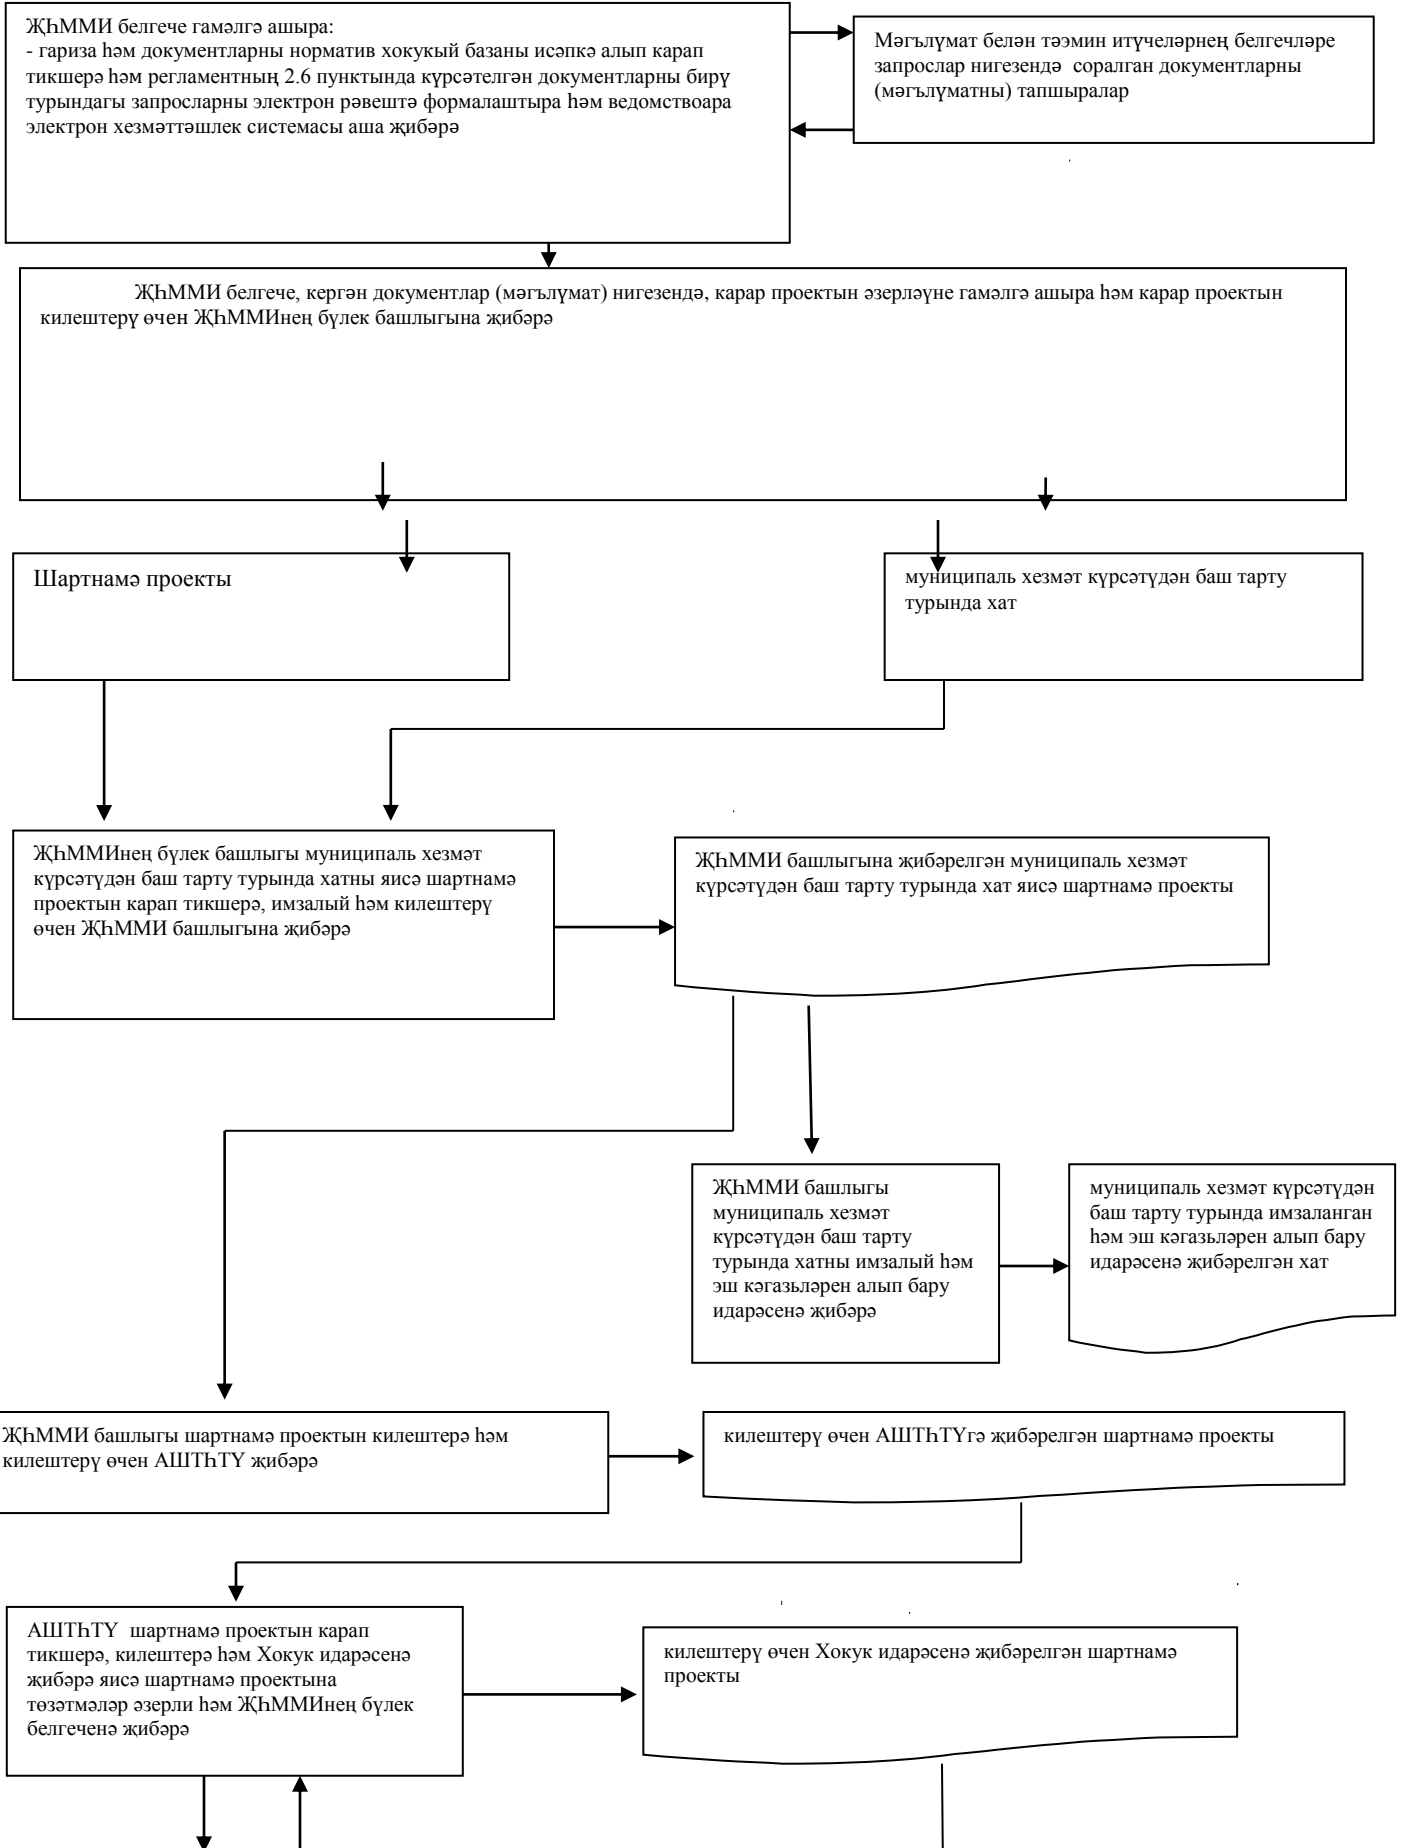 ҖҺММИ белгече гамәлгә ашыра:
- гариза һәм документларны норматив хокукый базаны исәпкә алып карап
тикшерә һәм регламентның 2.6 пунктында күрсәтелгән документларны бирү
турындагы запросларны электрон рәвештә формалаштыра һәм ведомствоара
электрон хезмәттәшлек системасы аша җибәрә
Мәгълүмат белән тәэмин итүчеләрнең белгечләре
запрослар нигезендә  соралган документларны
(мәгълүматны) тапшыралар
ҖҺММИ белгече, кергән документлар (мәгълүмат) нигезендә, карар проектын әзерләүне гамәлгә ашыра һәм карар проектын
килештерү өчен ҖҺММИнең бүлек башлыгына җибәрә
Шартнамә проекты
муниципаль хезмәт күрсәтүдән баш тарту
турында хат
ҖҺММИнең бүлек башлыгы муниципаль хезмәт
күрсәтүдән баш тарту турында хатны яисә шартнамә
проектын карап тикшерә, имзалый һәм килештерү
өчен ҖҺММИ башлыгына җибәрә
ҖҺММИ башлыгына җибәрелгән муниципаль хезмәт
күрсәтүдән баш тарту турында хат яисә шартнамә проекты
ҖҺММИ башлыгы
муниципаль хезмәт
күрсәтүдән баш тарту
турында хатны имзалый һәм
эш кәгазьләрен алып бару
идарәсенә җибәрә
муниципаль хезмәт күрсәтүдән
баш тарту турында имзаланган
һәм эш кәгазьләрен алып бару
идарәсенә җибәрелгән хат
ҖҺММИ башлыгы шартнамә проектын килештерә һәм
килештерү өчен АШТҺТҮ җибәрә
килештерү өчен АШТҺТҮгә җибәрелгән шартнамә проекты
АШТҺТҮ  шартнамә проектын карап
тикшерә, килештерә һәм Хокук идарәсенә
җибәрә яисә шартнамә проектына
төзәтмәләр әзерли һәм ҖҺММИнең бүлек
белгеченә җибәрә
килештерү өчен Хокук идарәсенә җибәрелгән шартнамә
проекты